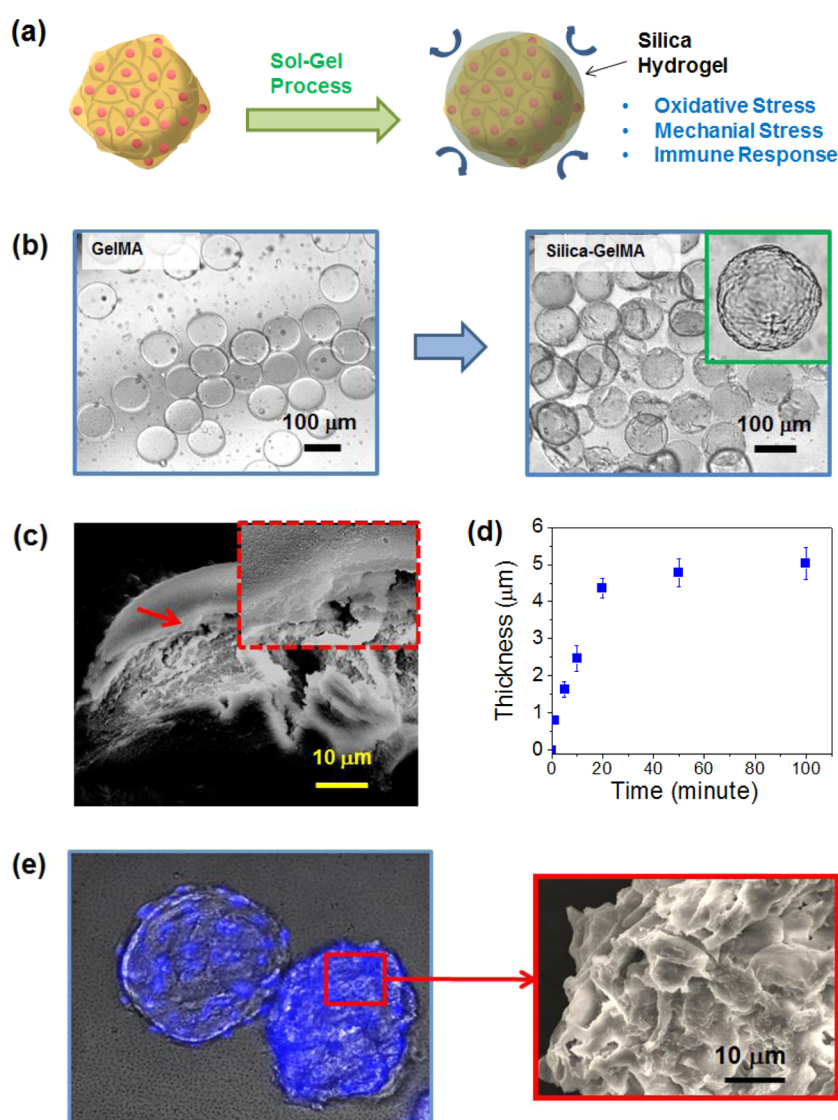 (a)
Sol-Gel
Process
Silica
Hydrogel
• Oxidative Stress
• Mechanial Stress
• Immune Response
(b)
GelMA
100 μm
Silica-GelMA
100 μm
(c)
10 μm
(d)
Thickness (μm)
6
5
4
3
2
1
0
0 20 40 60 80 100
Time (minute)
(e)
10 μm